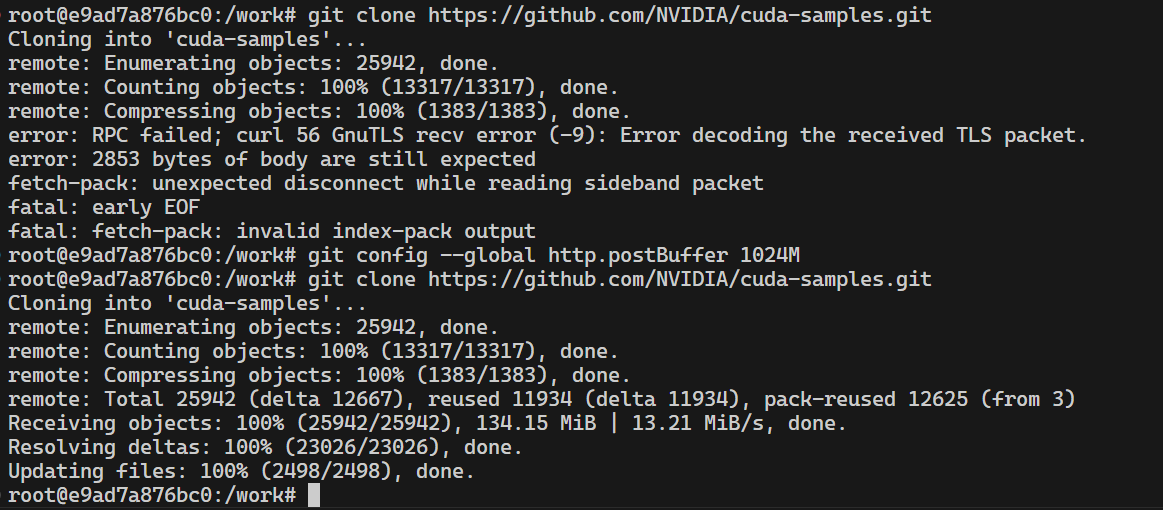 root@e9ad7a876bc0:/work# git clone https://github.com/NVIDIA/cuda-samples.git
Cloning into 'cuda-samples'...
remote: Enumerating objects: 25942, done.
remote: Counting objects: 100% (13317/13317), done.
remote: Compressing objects: 100% (1383/1383), done.
error: RPC failed; curl 56 GnuTLS recv error (-9): Error decoding the received TLS packet.
error: 2853 bytes of body are still expected
fetch-pack: unexpected disconnect while reading sideband packet
fatal: early EOF
fatal: fetch-pack: invalid index-pack output
root@e9ad7a876bc0:/work# git config --global http.postBuffer 1024M
root@e9ad7a876bc0:/work# git clone https://github.com/NVIDIA/cuda-samples.git
Cloning into 'cuda-samples'...
remote: Enumerating objects: 25942, done.
remote: Counting objects: 100% (13317/13317), done.
remote: Compressing objects: 100% (1383/1383), done.
remote: Total 25942 (delta 12667), reused 11934 (delta 11934), pack-reused 12625 (from 3)
Receiving objects: 100% (25942/25942), 134.15 MiB | 13.21 MiB/s, done.
Resolving deltas: 100% (23026/23026), done.
Updating files: 100% (2498/2498), done.
root@e9ad7a876bc0:/work#